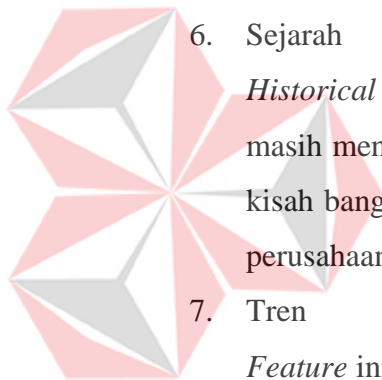 6. Sejarah
Historical
masih men
kisah bang
perusahaan
7. Tren
Feature in